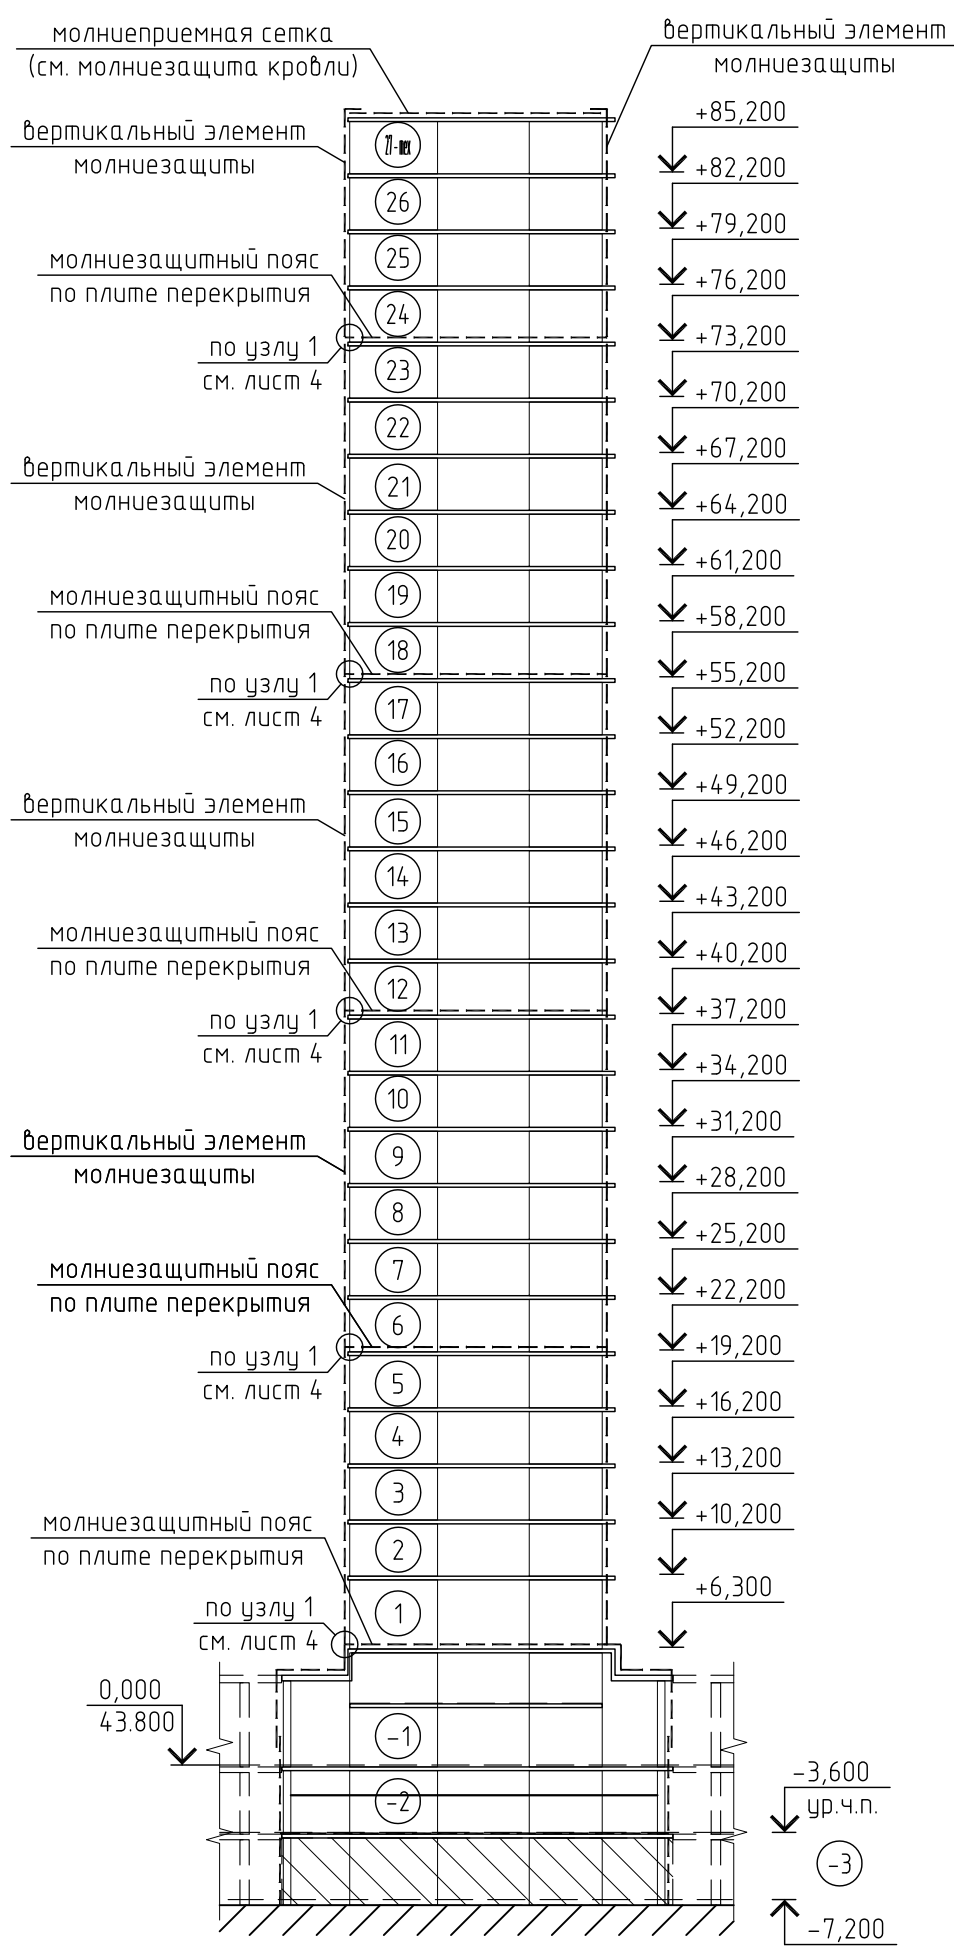 молниеприемная сетка
(см. молниезащита кровли)
вертикальный элемент
молниезащиты
+85,200
вертикальный элемент
молниезащиты
27-тех
+82,200
26
+79,200
молниезащитный пояс
по плите перекрытия
25
+76,200
24
+73,200
по узлу 1
см. лист 4
23
+70,200
22
+67,200
вертикальный элемент
молниезащиты
21
+64,200
20
+61,200
молниезащитный пояс
по плите перекрытия
19
+58,200
18
+55,200
по узлу 1
см. лист 4
17
+52,200
16
+49,200
вертикальный элемент
молниезащиты
15
+46,200
14
+43,200
молниезащитный пояс
по плите перекрытия
13
+40,200
12
+37,200
по узлу 1
см. лист 4
11
+34,200
10
+31,200
вертикальный элемент
молниезащиты
9
+28,200
8
+25,200
молниезащитный пояс
по плите перекрытия
7
+22,200
6
+19,200
по узлу 1
см. лист 4
5
+16,200
4
+13,200
3
+10,200
молниезащитный пояс
по плите перекрытия
2
+6,300
по узлу 1
см. лист 4
1
0,000
43.800
-1
-3,600
ур.ч.п.
-2
-3
-7,200